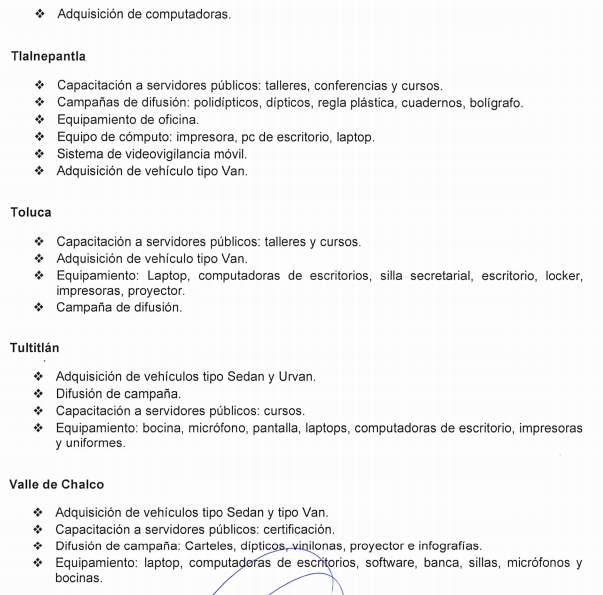 ❖ Adquisición de computadoras.
Tlalnepantla
❖ Capacitación a servidores públicos: talleres, conferencias y cursos.
❖ Campañas de difusión: polidípticos, dípticos, regla plástica, cuadernos, bolígrafo.
❖ Equipamiento de oficina.
❖ Equipo de cómputo: impresora, pc de escritorio, laptop.
❖ Sistema de videovigilancia móvil.
❖ Adquisición de vehículo tipo Van.
Toluca
❖ Capacitación a servidores públicos: talleres y cursos.
❖ Adquisición de vehículo tipo Van.
❖ Equipamiento: Laptop, computadoras de escritorios, silla secretarial, escritorio, locker,
impresoras, proyector.
❖ Campaña de difusión.
Tultitlán
❖ Adquisición de vehículos tipo Sedan y Urvan.
❖ Difusión de campaña.
❖ Capacitación a servidores públicos: cursos.
❖ Equipamiento: bocina, micrófono, pantalla, laptops, computadoras de escritorio, impresoras
y uniformes.
Valle de Chalco
❖ Adquisición de vehículos tipo Sedan y tipo Van.
❖ Capacitación a servidores públicos: certificación.
❖ Difusión de campaña: Carteles, dípticos, vinilonas, proyector e infografías.
❖ Equipamiento: laptop, computadoras de escritorios, software, banca, sillas, micrófonos y
bocinas.